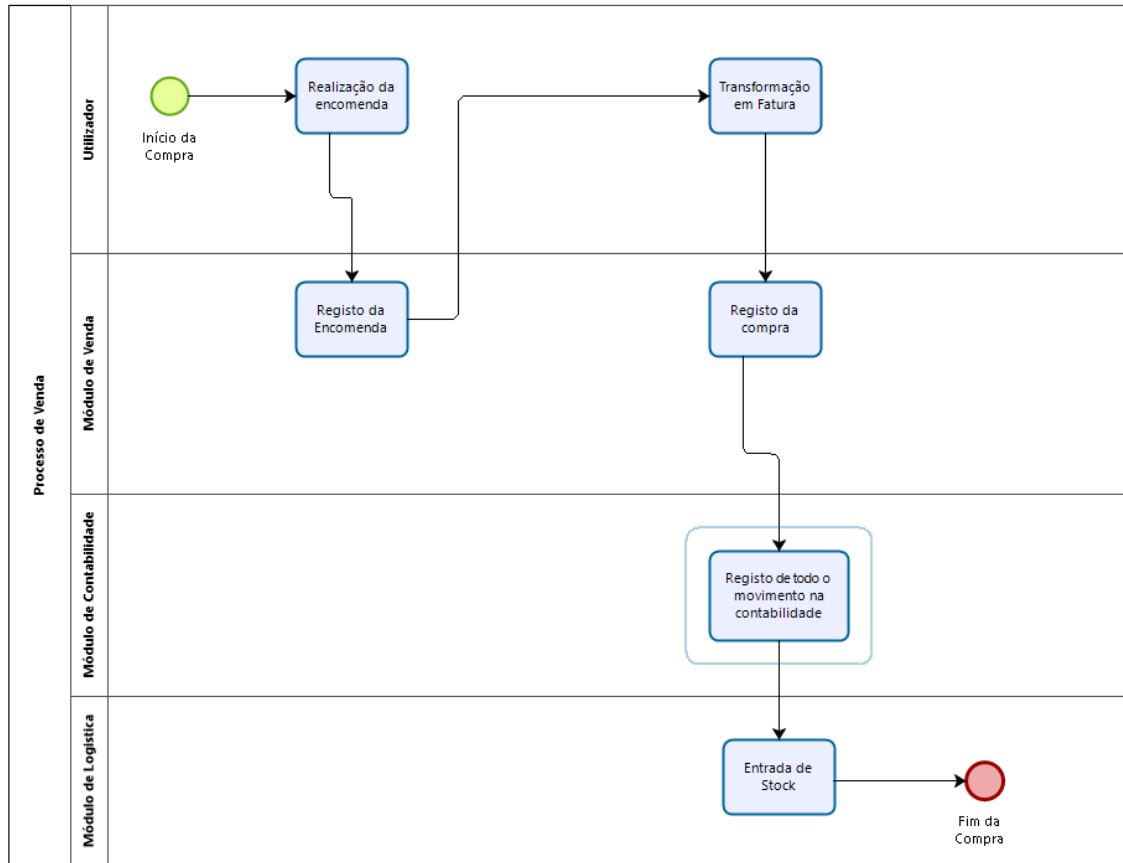 Processo de Venda
Utilizador
Início da
Compra
Realização da
encomenda
Transformação
em Fatura
Módulo de Venda
Registo da
Encomenda
Registo da
compra
Módulo de Contabilidade
Registo de todo o
movimento na
contabilidade
Módulo de Logistica
Entrada de
Stock
Fim da
Compra